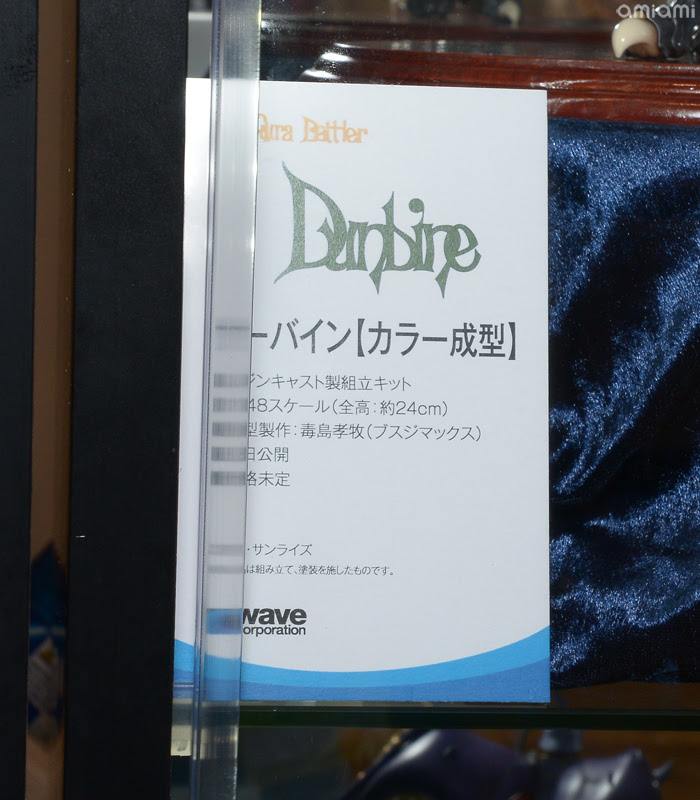 amiami
Aura Battler
Dunbine
ーバイン【カラー成型】
ジンキャスト製組立キット
48スケール(全高:約24cm)
型製作:毒島孝牧(ブスジマックス)
日公開
格未定
・サンライズ
は組み立て、塗装を施したものです。
wave
corporation